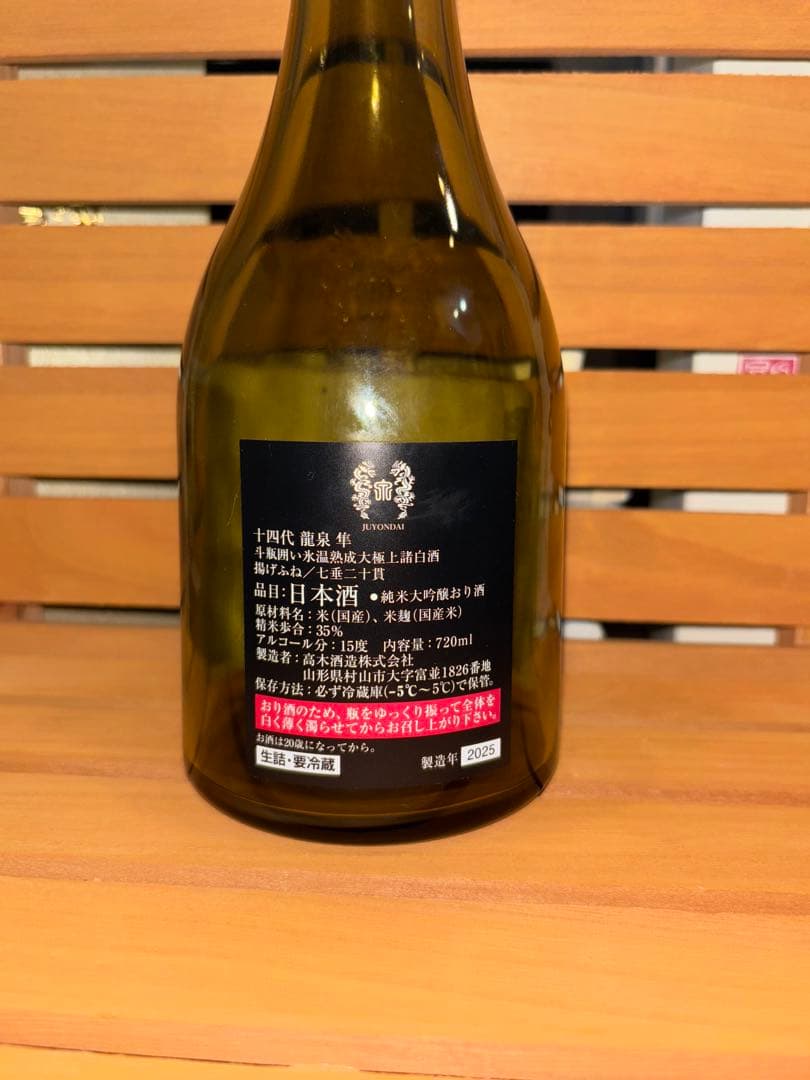 JUYONDAI
十四代 龍泉 隼
斗瓶囲い氷温熟成大極上諸白酒
揚げふね／七垂二十貫
品目：日本酒 ●純米大吟醸おり酒
原材料名：米(国産)、米麹(国産米)
精米歩合：35%
アルコール分：15度 内容量：720ml
製造者：高木酒造株式会社
山形県村山市大字富並1826番地
保存方法：必ず冷蔵庫(-5℃～5℃)で保管。
おり酒のため、瓶をゆっくり振って全体を
白く薄く濁らせてからお召し上がり下さい。
お酒は20歳になってから。
生詰・要冷蔵 製造年 2025